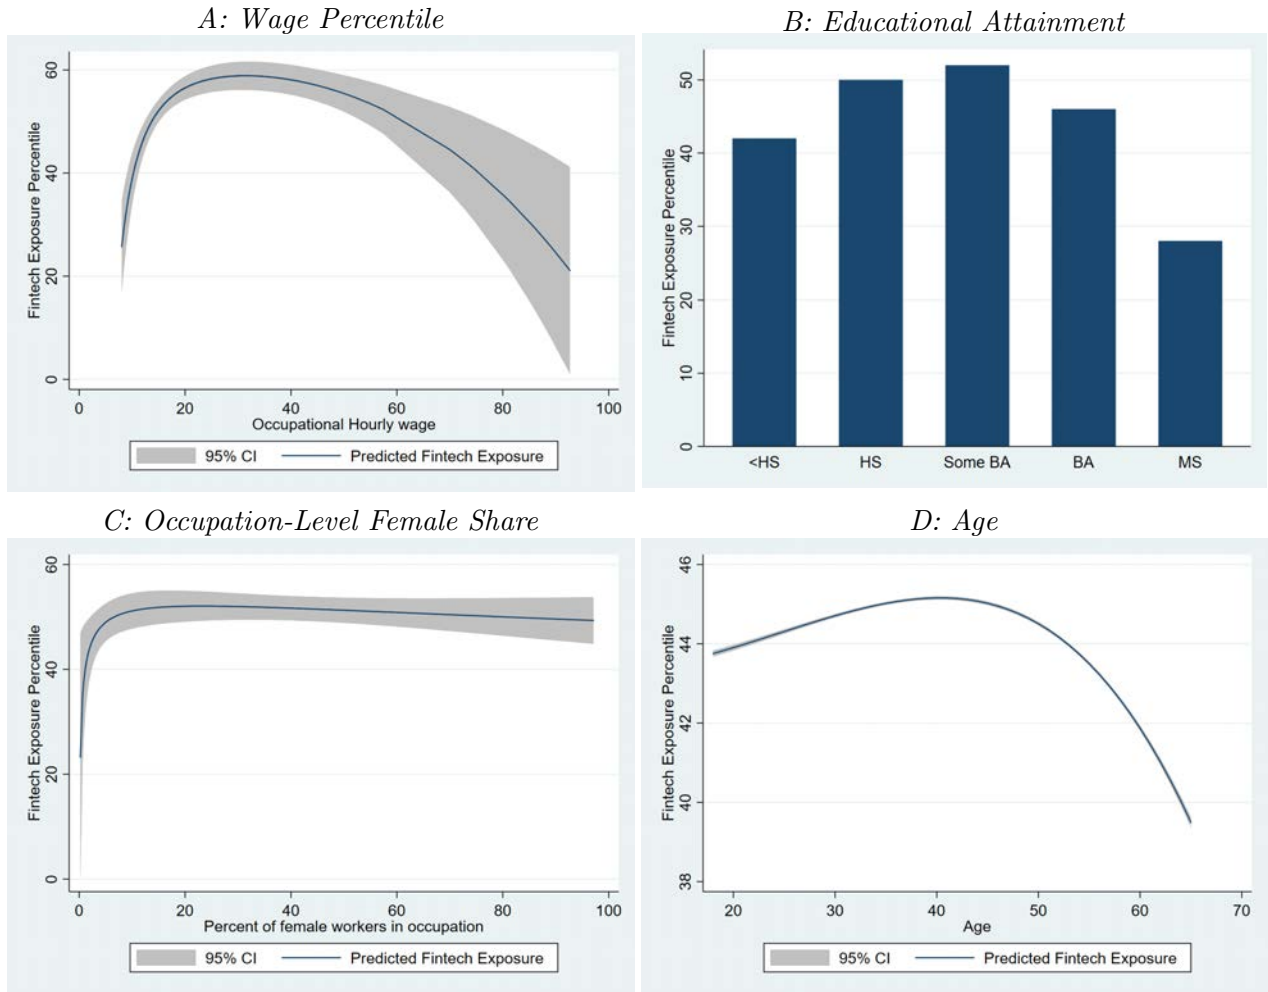 A: Wage Percentile
Fintech Exposure Percentile
60
40
20
0
0 20 40 60 80 100
Occupational Hourly wage
95% CI Predicted Fintech Exposure
B: Educational Attainment
Fintech Exposure Percentile
50
40
30
20
10
0
<HS HS Some BA BA MS
C: Occupation-Level Female Share
Fintech Exposure Percentile
60
40
20
0
0 20 40 60 80 100
Percent of female workers in occupation
95% CI Predicted Fintech Exposure
D: Age
Fintech Exposure Percentile
46
44
42
40
38
20 30 40 50 60 70
Age
95% CI Predicted Fintech Exposure